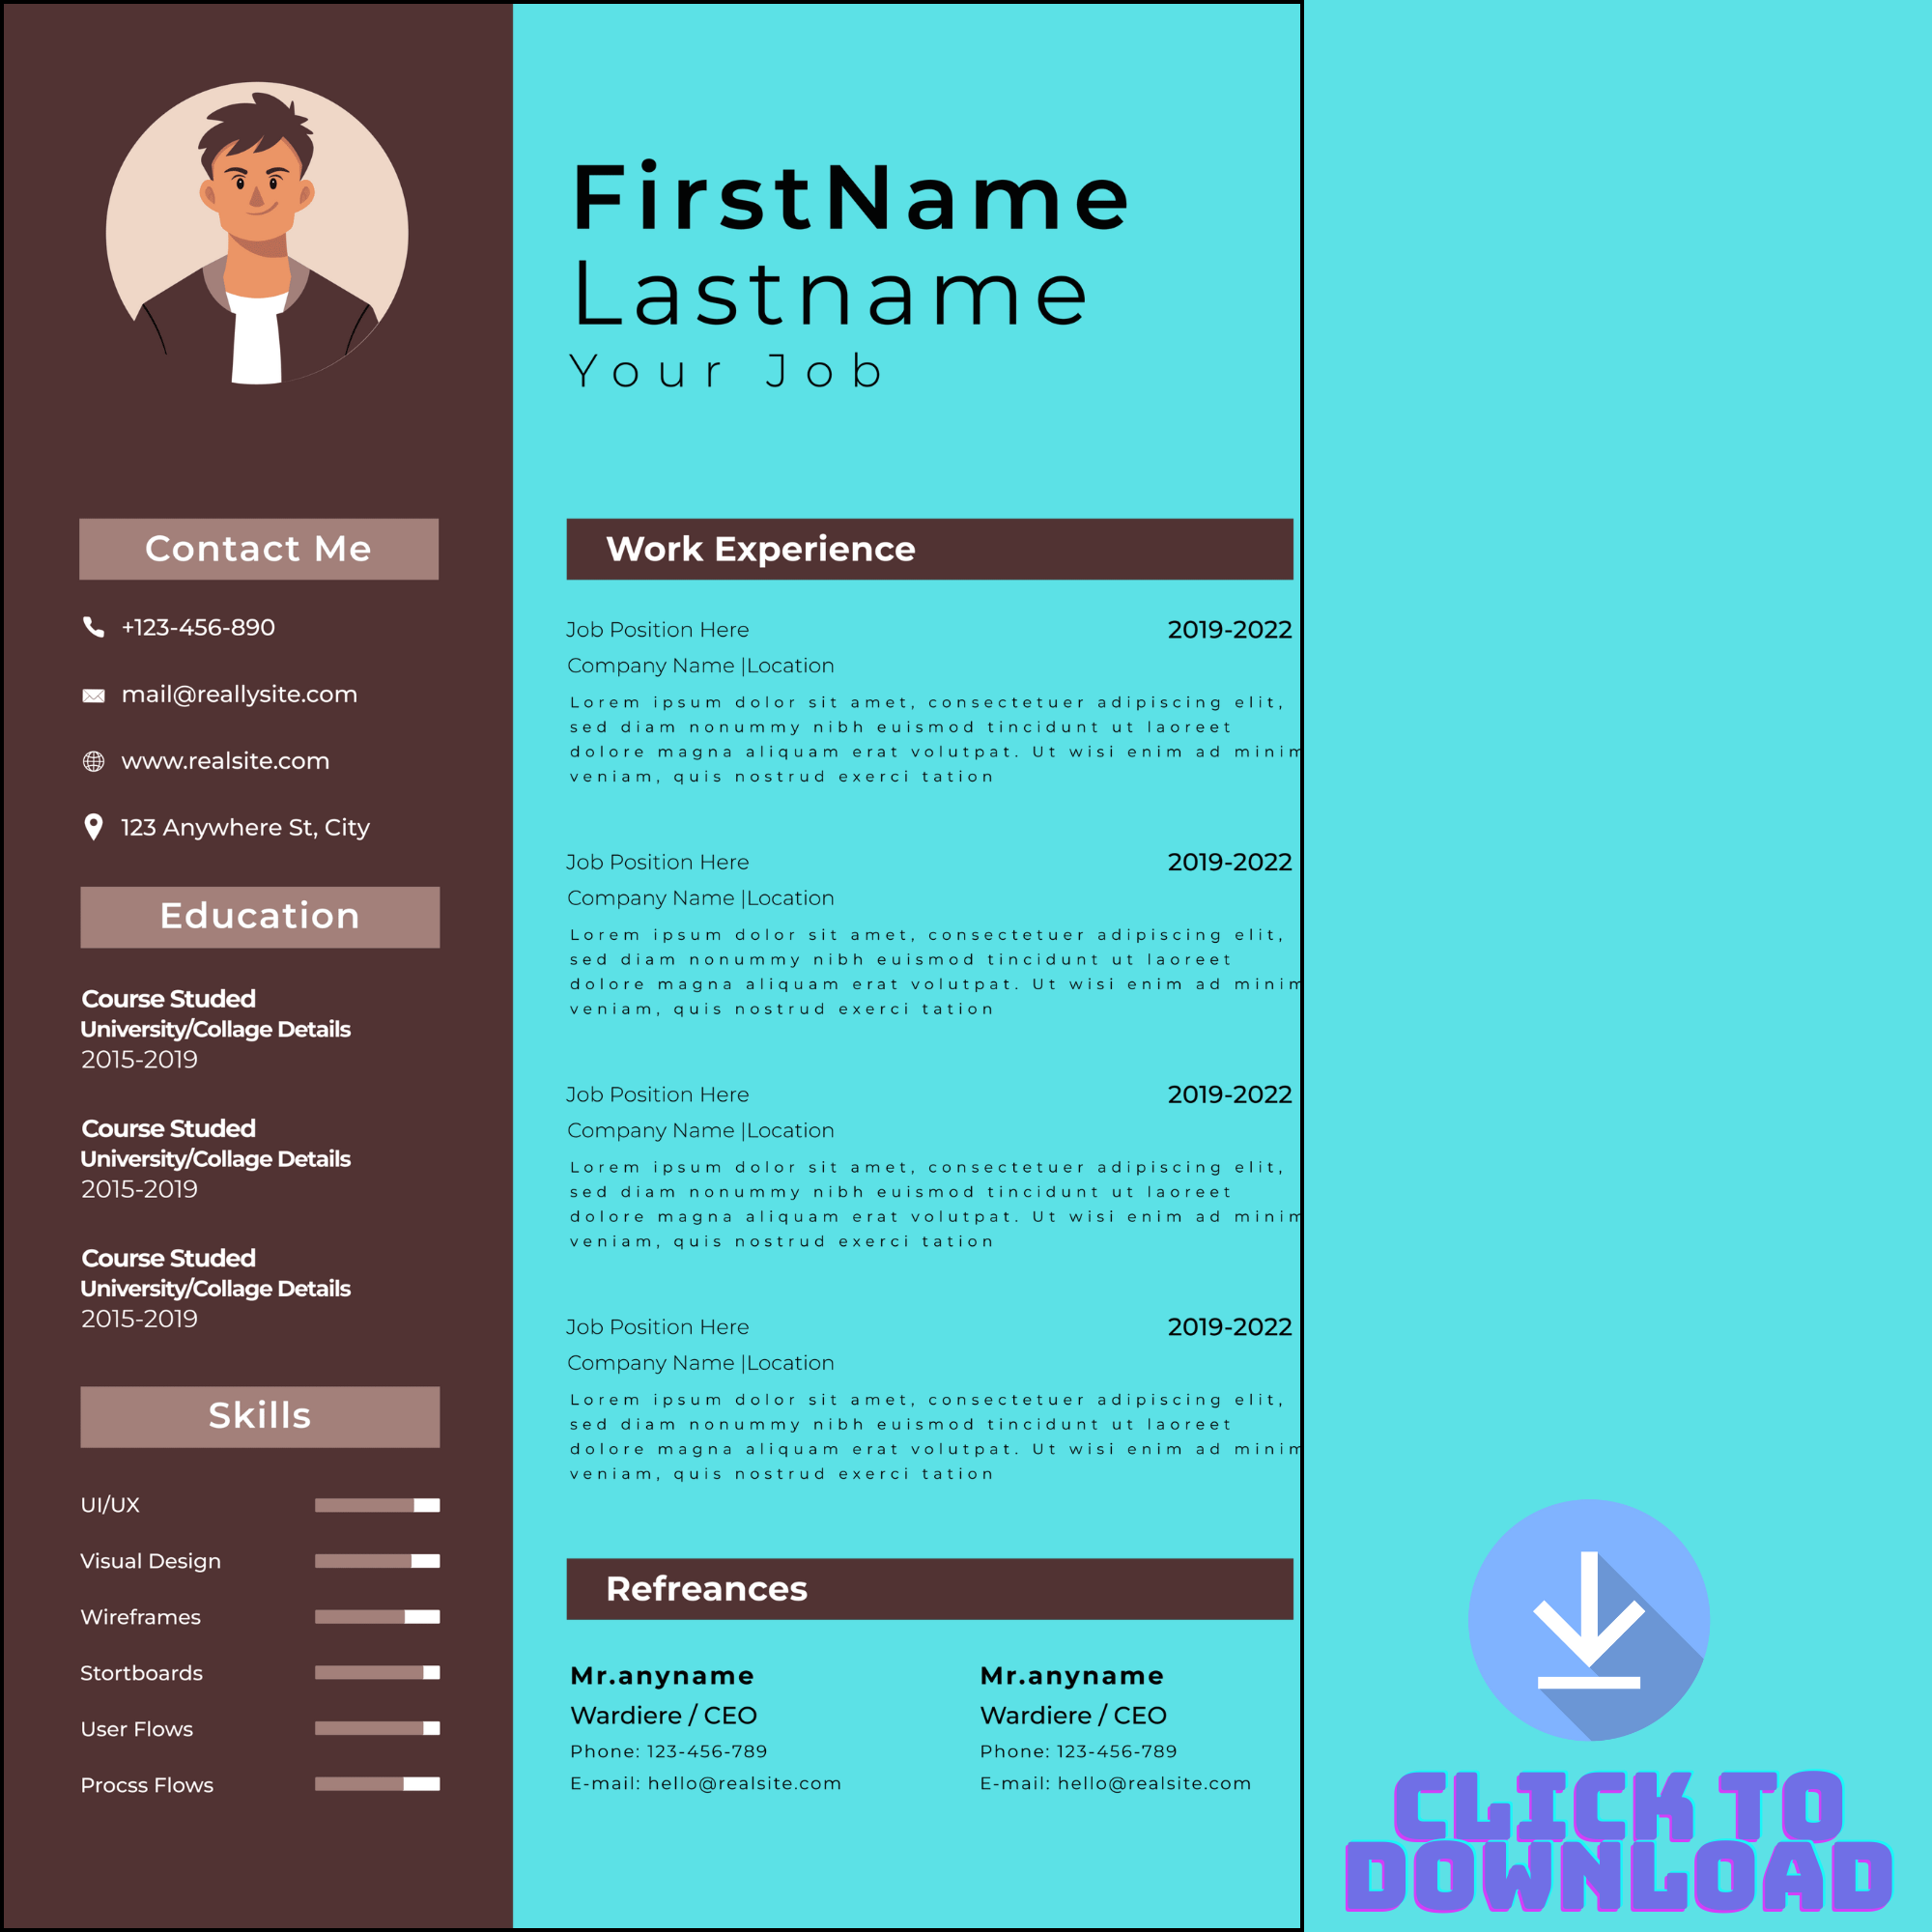 FirstName
Lastname
Your Job
Contact Me
+123-456-890
mail@reallysite.com
www.realsite.com
123 Anywhere St, City
Education
Course Studed
University/Collage Details
2015-2019
Course Studed
University/Collage Details
2015-2019
Course Studed
University/Collage Details
2015-2019
Skills
UI/UX
Visual Design
Wireframes
Stortboards
User Flows
Procss Flows
Work Experience
Job Position Here 2019-2022
Company Name |Location
Lorem ipsum dolor sit amet, consectetuer adipiscing elit,
sed diam nonummy nibh euismod tincidunt ut laoreet
dolore magna aliquam erat volutpat. Ut wisi enim ad minim
veniam, quis nostrud exerci tation
Job Position Here 2019-2022
Company Name |Location
Lorem ipsum dolor sit amet, consectetuer adipiscing elit,
sed diam nonummy nibh euismod tincidunt ut laoreet
dolore magna aliquam erat volutpat. Ut wisi enim ad minim
veniam, quis nostrud exerci tation
Job Position Here 2019-2022
Company Name |Location
Lorem ipsum dolor sit amet, consectetuer adipiscing elit,
sed diam nonummy nibh euismod tincidunt ut laoreet
dolore magna aliquam erat volutpat. Ut wisi enim ad minim
veniam, quis nostrud exerci tation
Job Position Here 2019-2022
Company Name |Location
Lorem ipsum dolor sit amet, consectetuer adipiscing elit,
sed diam nonummy nibh euismod tincidunt ut laoreet
dolore magna aliquam erat volutpat. Ut wisi enim ad minim
veniam, quis nostrud exerci tation
Refreances
Mr.anyname
Wardiere / CEO
Phone: 123-456-789
E-mail: hello@realsite.com
Mr.anyname
Wardiere / CEO
Phone: 123-456-789
E-mail: hello@realsite.com
CLICK TO
DOWNLOAD